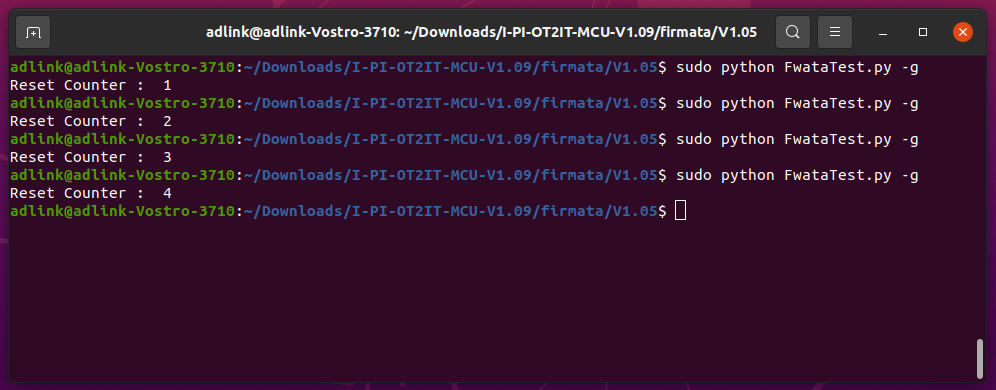 adlink@adlink-Vostro-3710: ~/Downloads/I-PI-OT2IT-MCU-V1.09/firmata/V1.05
adlink@adlink-Vostro-3710:~/Downloads/I-PI-OT2IT-MCU-V1.09/firmata/V1.05$ sudo python FwataTest.py -g
Reset Counter :  1
adlink@adlink-Vostro-3710:~/Downloads/I-PI-OT2IT-MCU-V1.09/firmata/V1.05$ sudo python FwataTest.py -g
Reset Counter :  2
adlink@adlink-Vostro-3710:~/Downloads/I-PI-OT2IT-MCU-V1.09/firmata/V1.05$ sudo python FwataTest.py -g
Reset Counter :  3
adlink@adlink-Vostro-3710:~/Downloads/I-PI-OT2IT-MCU-V1.09/firmata/V1.05$ sudo python FwataTest.py -g
Reset Counter :  4
adlink@adlink-Vostro-3710:~/Downloads/I-PI-OT2IT-MCU-V1.09/firmata/V1.05$